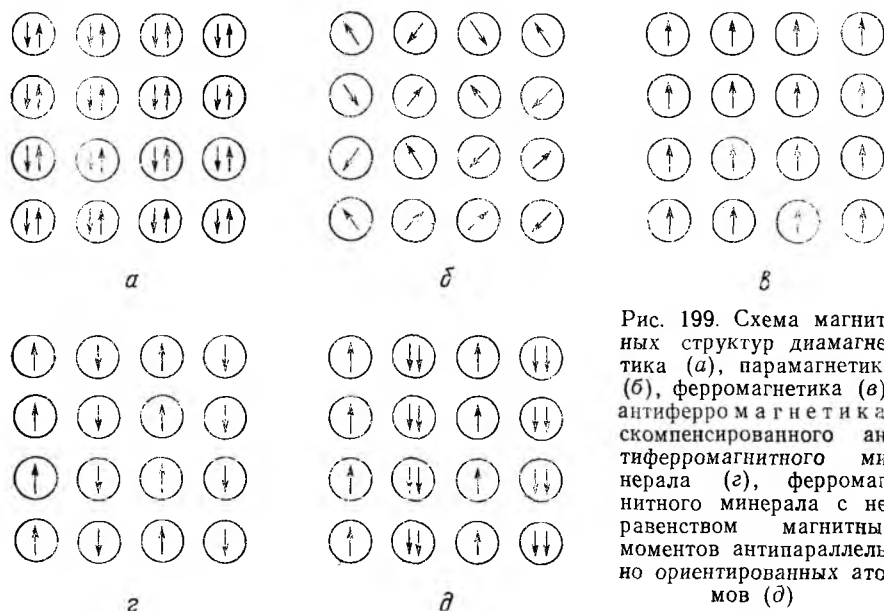 а
б
в
Рис. 199. Схема магнит
ных структур диамагне
тика (а), парамагнетик
(б), ферромагнетика (в)
антиферромагнетика
скомпенсированного ан
тиферромагнитного ми
нерала (г), ферромаг
нитного минерала с не
равенством магнитны
моментов антипараллель
но ориентированных ато
мов (д)
г
д